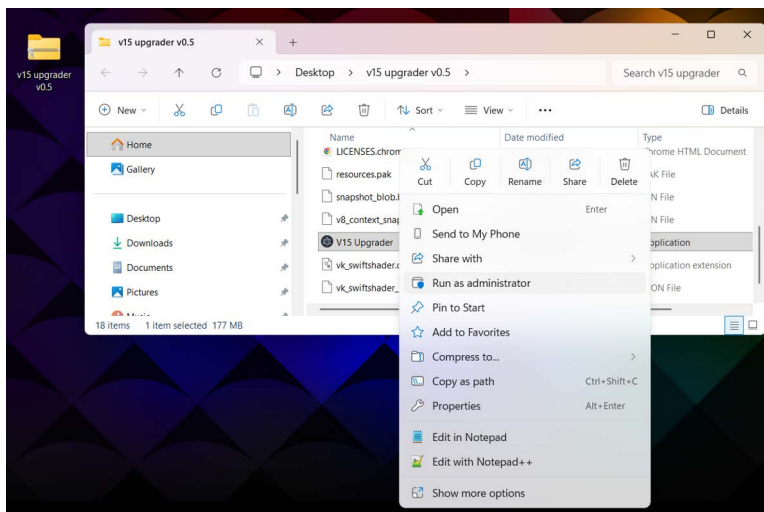 v15 upgrader v0.5
v15 upgrader
v0.5
Desktop > v15 upgrader v0.5 >
Search v15 upgrader
New
Sort
View
Details
Home
Gallery
Desktop
Downloads
Documents
Pictures
Name
Date modified
Type
LICENSES.chrom
hrome HTML Document
resources.pak
AK File
snapshot_blob.b
N File
v8_context_snap
N File
V15 Upgrader
pplication
vk_swiftshader.d
pplication extension
vk_swiftshader_
ON File
18 items
1 item selected 177 MB
Cut
Copy
Rename
Share
Delete
Open
Enter
Send to My Phone
Share with
Run as administrator
Pin to Start
Add to Favorites
Compress to...
Copy as path
Ctrl+Shift+C
Properties
Alt+Enter
Edit in Notepad
Edit with Notepad++
Show more options